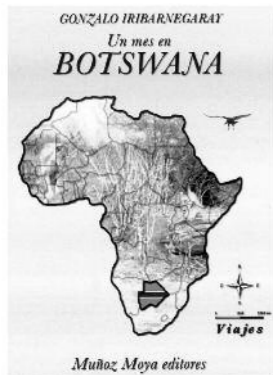 GONZALO IRIBARNEGARAY
Un mes en
BOTSWANA
Viajes
Muñoz Moya editores